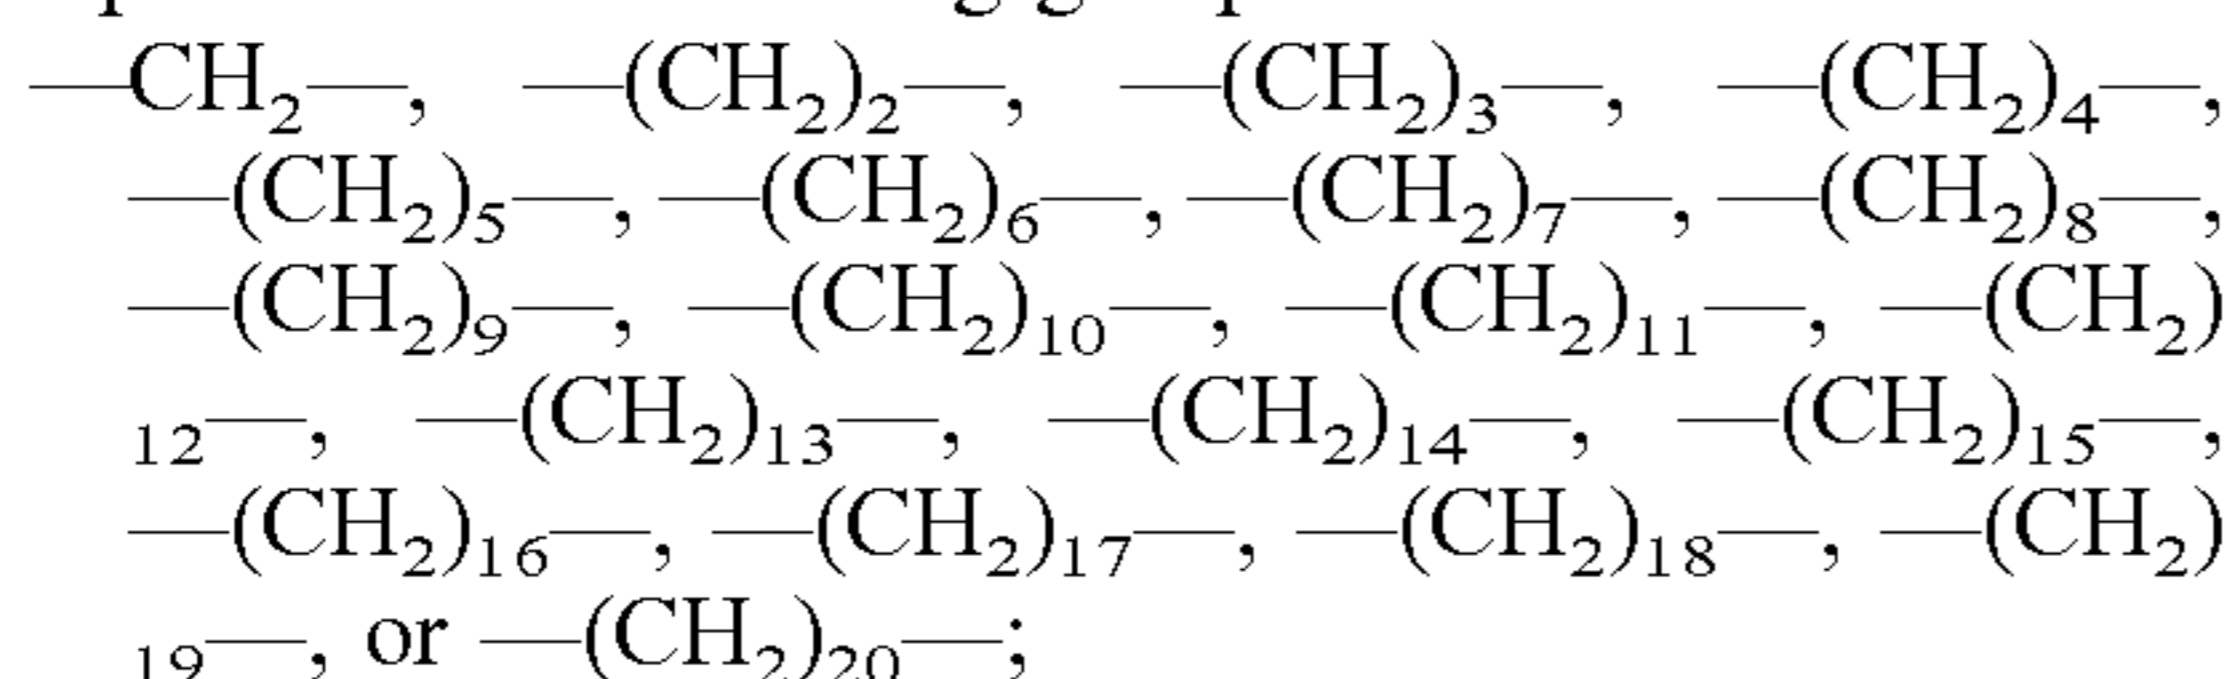 —CH₂—, —(CH₂)₂—, —(CH₂)₃—, —(CH₂)₄—,
—(CH₂)₅—, —(CH₂)₆—, —(CH₂)₇—, —(CH₂)₈—,
—(CH₂)₉—, —(CH₂)₁₀—, —(CH₂)₁₁—, —(CH₂)
₁₂—, —(CH₂)₁₃—, —(CH₂)₁₄—, —(CH₂)₁₅—,
—(CH₂)₁₆—, —(CH₂)₁₇—, —(CH₂)₁₈—, —(CH₂)
₁₉—, or —(CH₂)₂₀—;